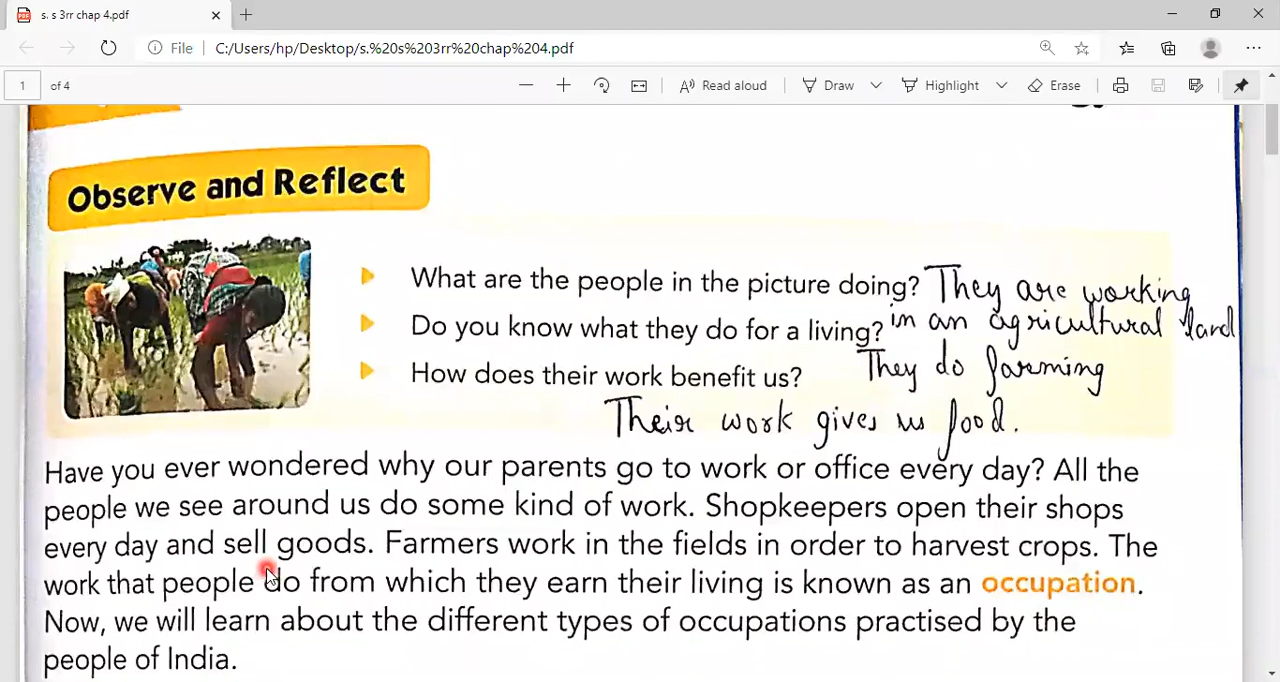 s. s 3rr chap 4.pdf
File C:/Users/hp/Desktop/s.%20s%203rr%20chap%204.pdf
1 of 4 Read aloud Draw Highlight Erase
Observe and Reflect
What are the people in the picture doing? They are working
in an agricultural land
Do you know what they do for a living?
They do farming
How does their work benefit us?
Their work gives us food.
Have you ever wondered why our parents go to work or office every day? All the
people we see around us do some kind of work. Shopkeepers open their shops
every day and sell goods. Farmers work in the fields in order to harvest crops. The
work that people do from which they earn their living is known as an occupation.
Now, we will learn about the different types of occupations practised by the
people of India.